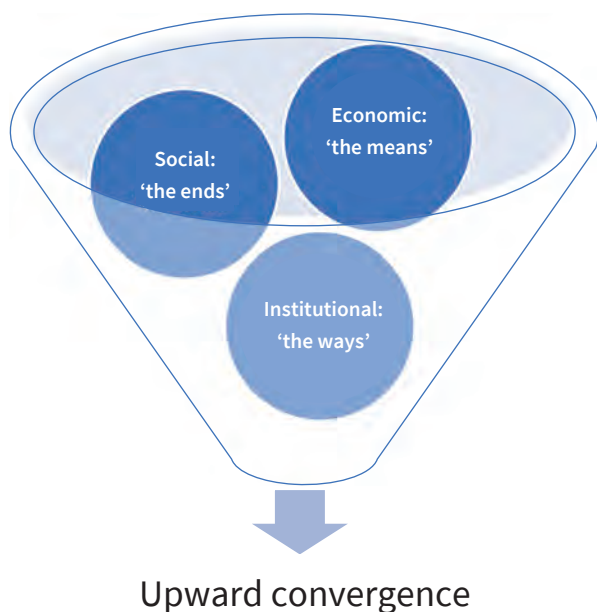 Economic:
‘the means’
Social:
‘the ends’
Institutional:
‘the ways’
Upward convergence